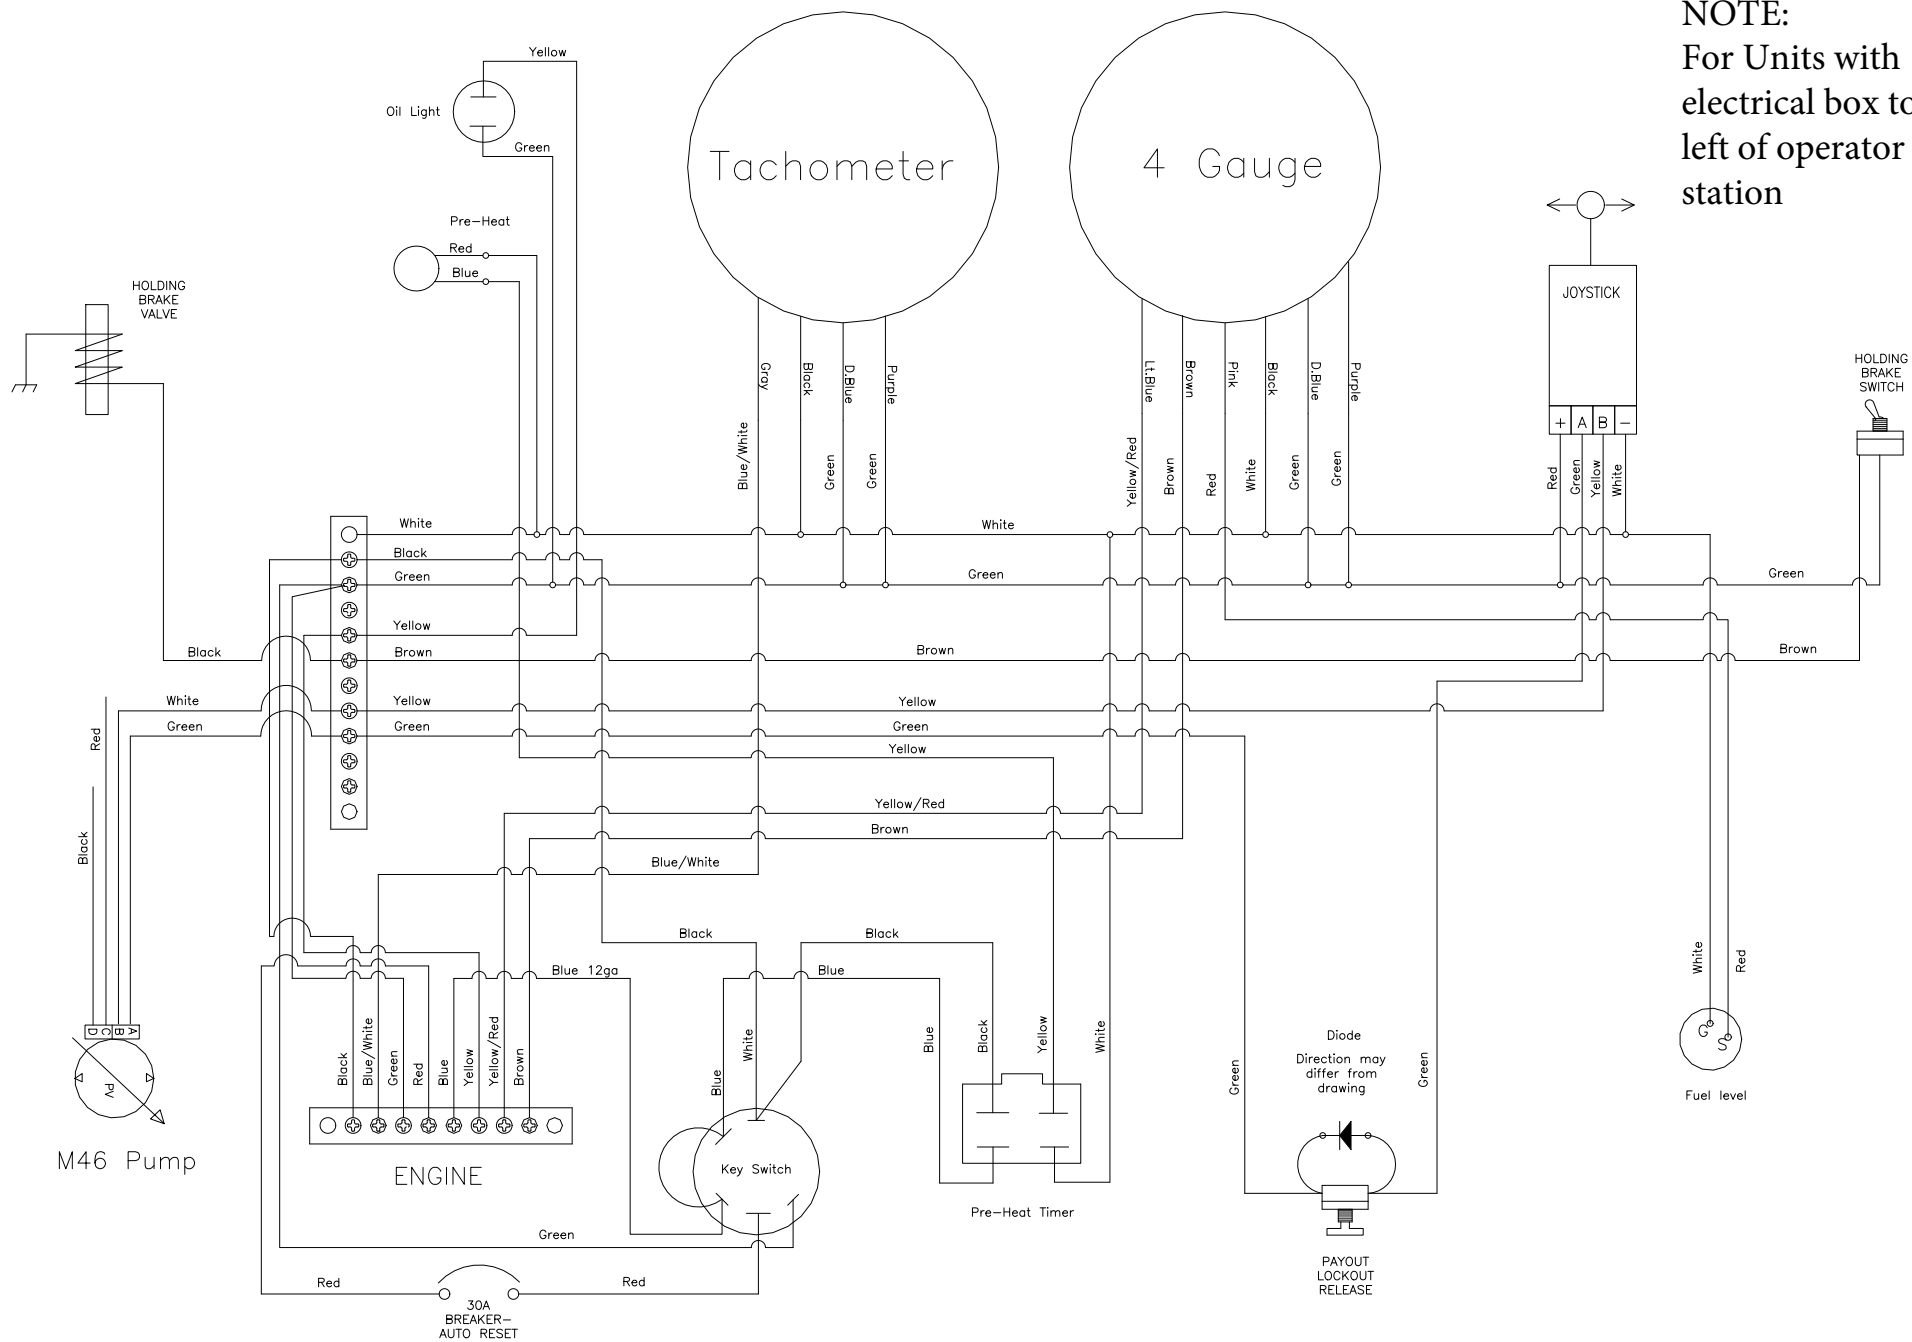 NOTE:
For Units with
electrical box to
left of operator
station
Yellow
Oil Light
Green
Tachometer
4 Gauge
Pre-Heat
Red
Blue
HOLDING
BRAKE
VALVE
JOYSTICK
+ A B -
HOLDING
BRAKE
SWITCH
Gray
Black
D.Blue
Purple
Lt.Blue
Brown
Pink
Black
D.Blue
Purple
Blue/White
Green
Green
Yellow/Red
Brown
Red
White
Green
Green
Red
Green
Yellow
White
White
White
Black
Green
Green
Green
Yellow
Black
Brown
Brown
Brown
White
Yellow
Yellow
Green
Green
Green
Yellow
Red
Black
Yellow/Red
Brown
Blue/White
Black
Black
Blue 12ga
Blue
White
Red
D C B A
PV
M46 Pump
Black
Blue/White
Green
Red
Blue
Yellow
Yellow/Red
Brown
ENGINE
Blue
White
Key Switch
Blue
Black
Yellow
White
Pre-Heat Timer
Green
Diode
Direction may
differ from
drawing
Green
G
S
Fuel level
PAYOUT
LOCKOUT
RELEASE
Green
Red
Red
30A
BREAKER-
AUTO RESET